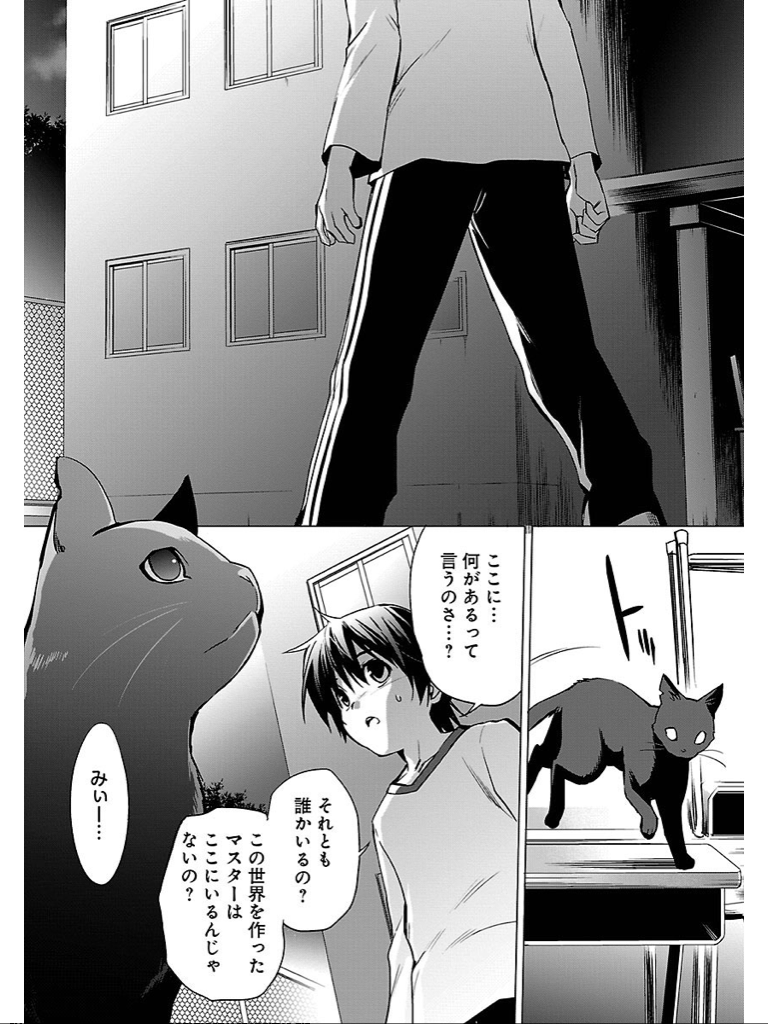 トッ
ここに…
何があるって
言うのさ…?
それとも
誰かいるの?
この世界を作った
マスターは
ここにいるんじゃ
ないの?
みぃー…